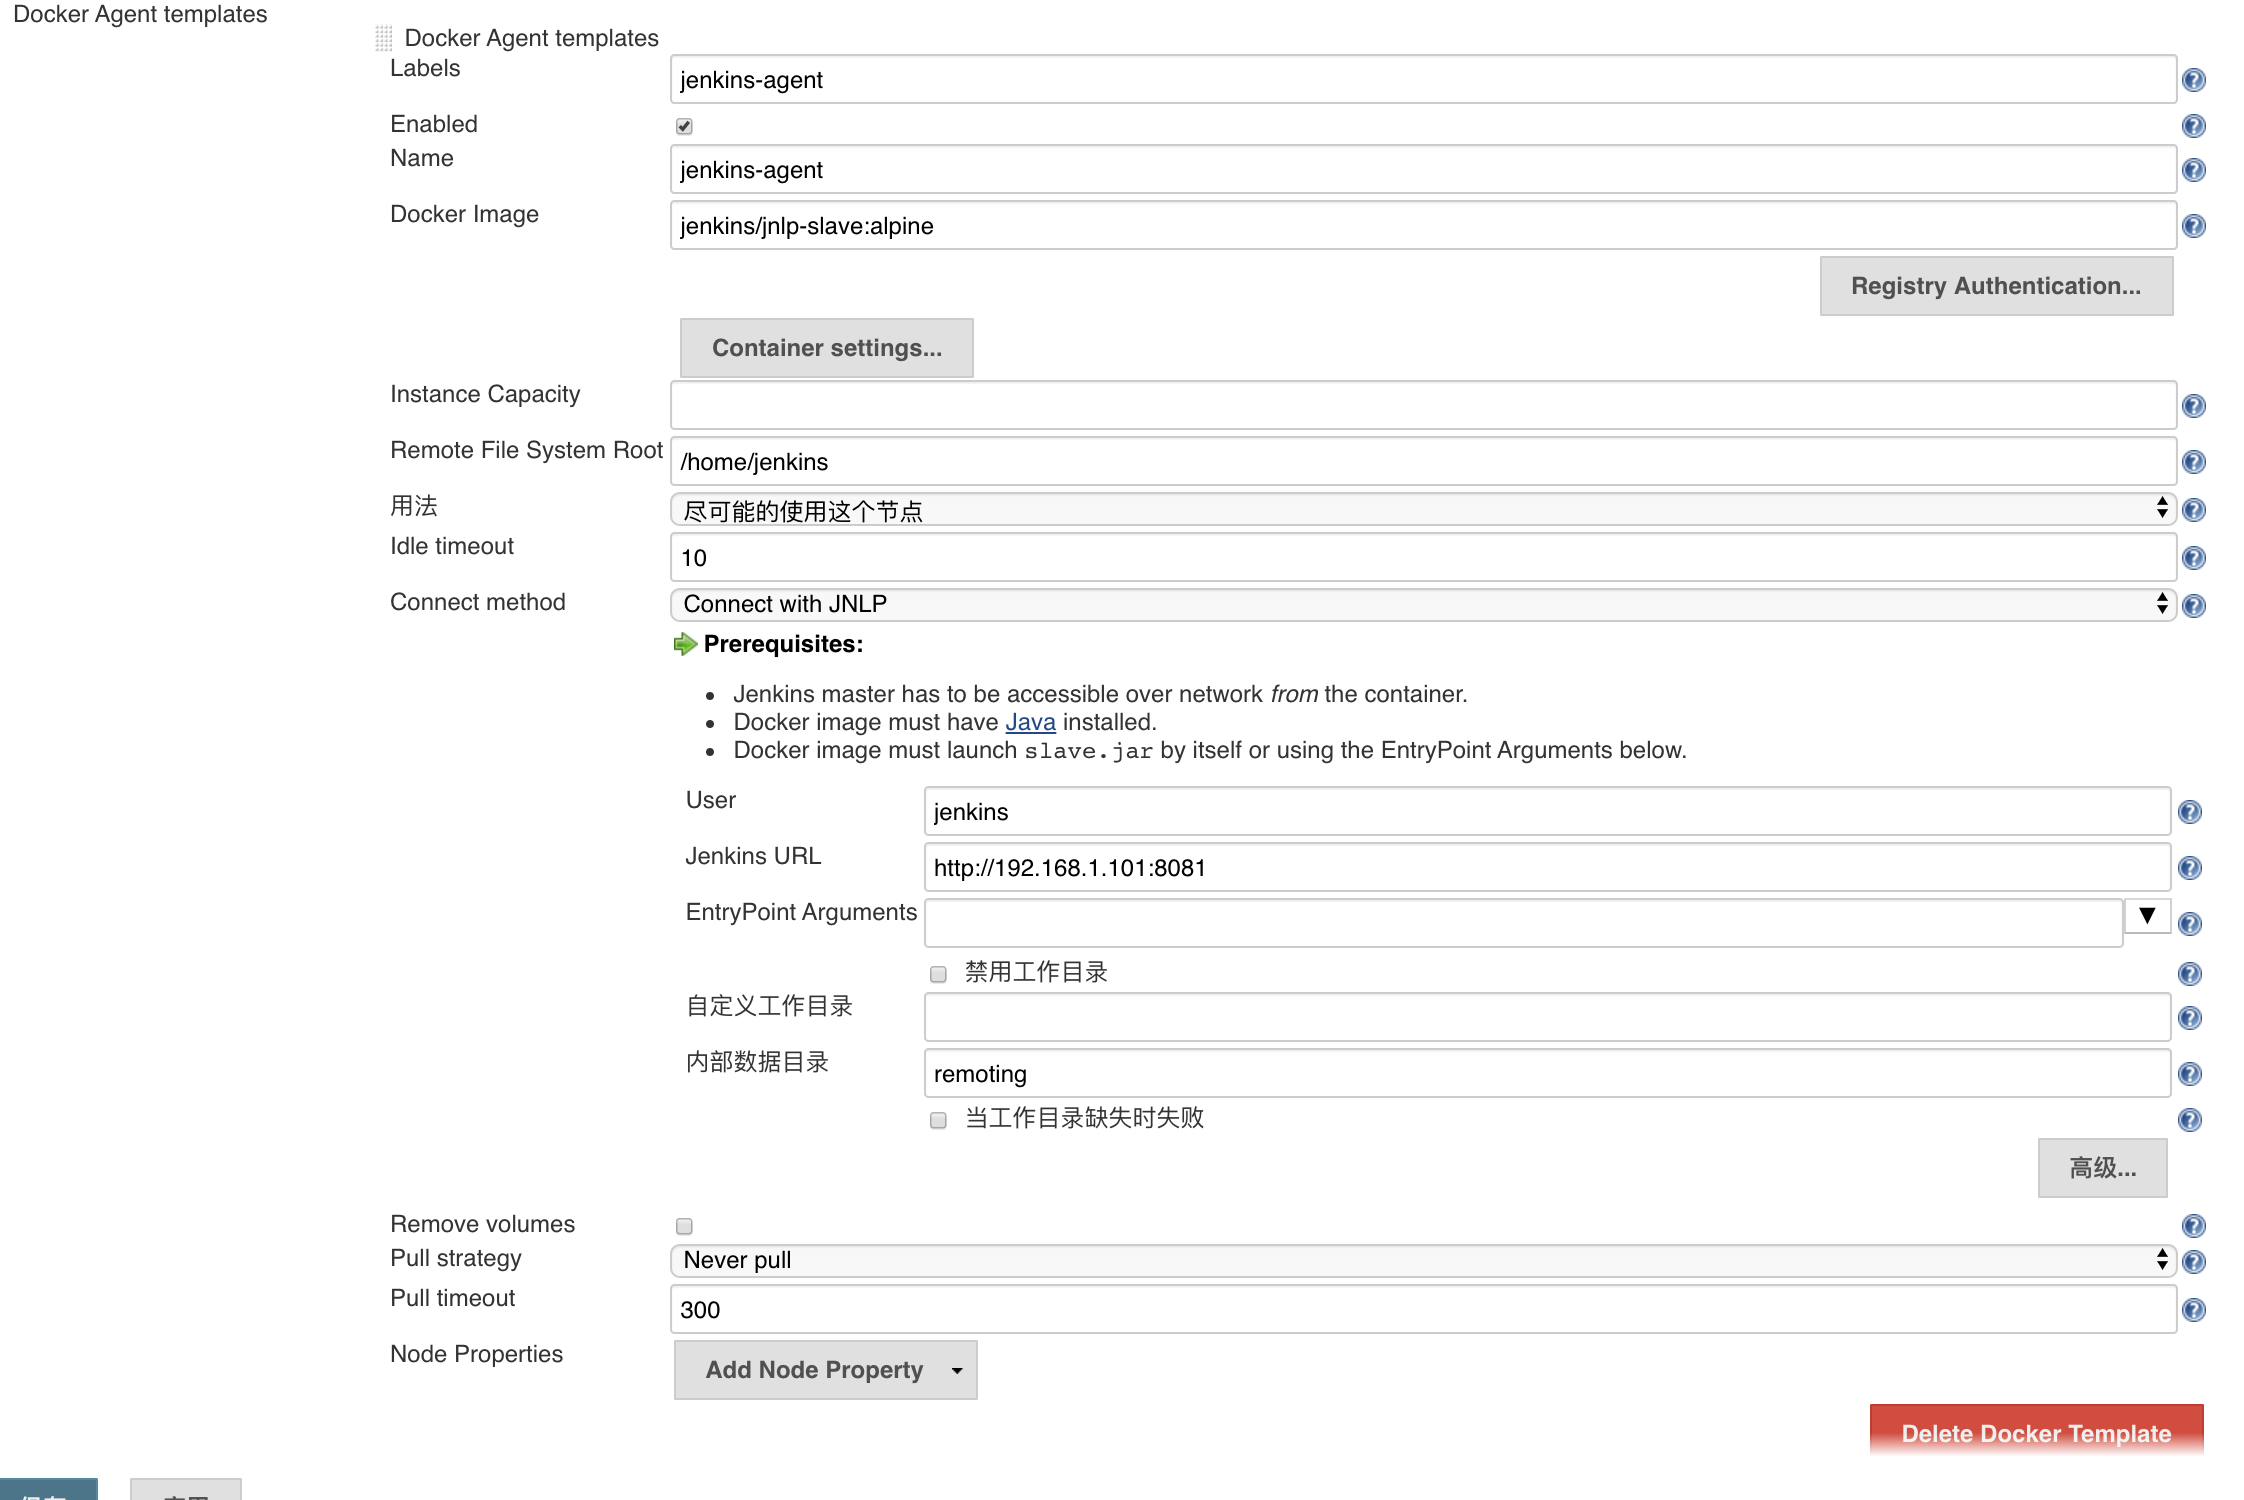 Docker Agent templates
Docker Agent templates
Labels
jenkins-agent
Enabled
Name
jenkins-agent
Docker Image
jenkins/jnlp-slave:alpine
Registry Authentication...
Container settings...
Instance Capacity
Remote File System Root
/home/jenkins
用法
尽可能的使用这个节点
Idle timeout
10
Connect method
Connect with JNLP
Prerequisites:
Jenkins master has to be accessible over network from the container.
Docker image must have Java installed.
Docker image must launch slave.jar by itself or using the EntryPoint Arguments below.
User
jenkins
Jenkins URL
http://192.168.1.101:8081
EntryPoint Arguments
禁用工作目录
自定义工作目录
内部数据目录
remoting
当工作目录缺失时失败
高级...
Remove volumes
Pull strategy
Never pull
Pull timeout
300
Node Properties
Add Node Property
Delete Docker Template